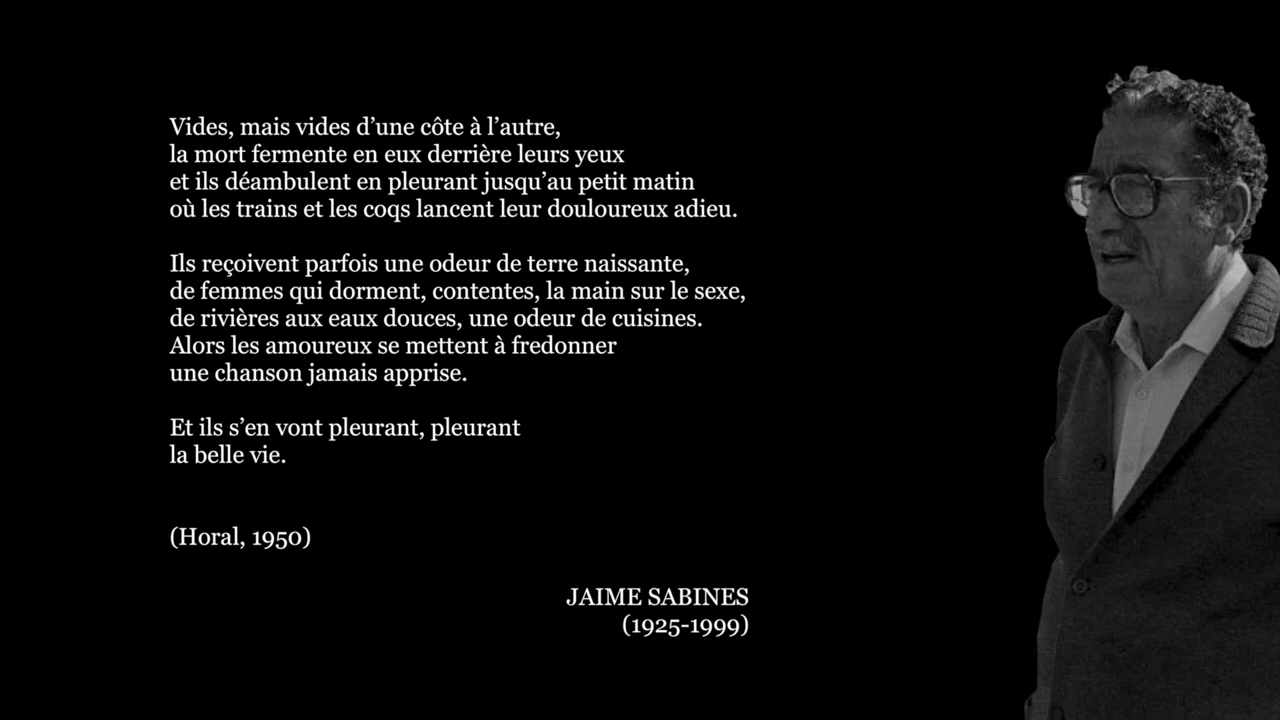 Vides, mais vides d’une côte à l’autre,
la mort fermente en eux derrière leurs yeux
et ils déambulent en pleurant jusqu’au petit matin
où les trains et les coqs lancent leur douloureux adieu.
Ils reçoivent parfois une odeur de terre naissante,
de femmes qui dorment, contentes, la main sur le sexe,
de rivières aux eaux douces, une odeur de cuisines.
Alors les amoureux se mettent à fredonner
une chanson jamais apprise.
Et ils s’en vont pleurant, pleurant
la belle vie.
(Horal, 1950)
JAIME SABINES
(1925-1999)